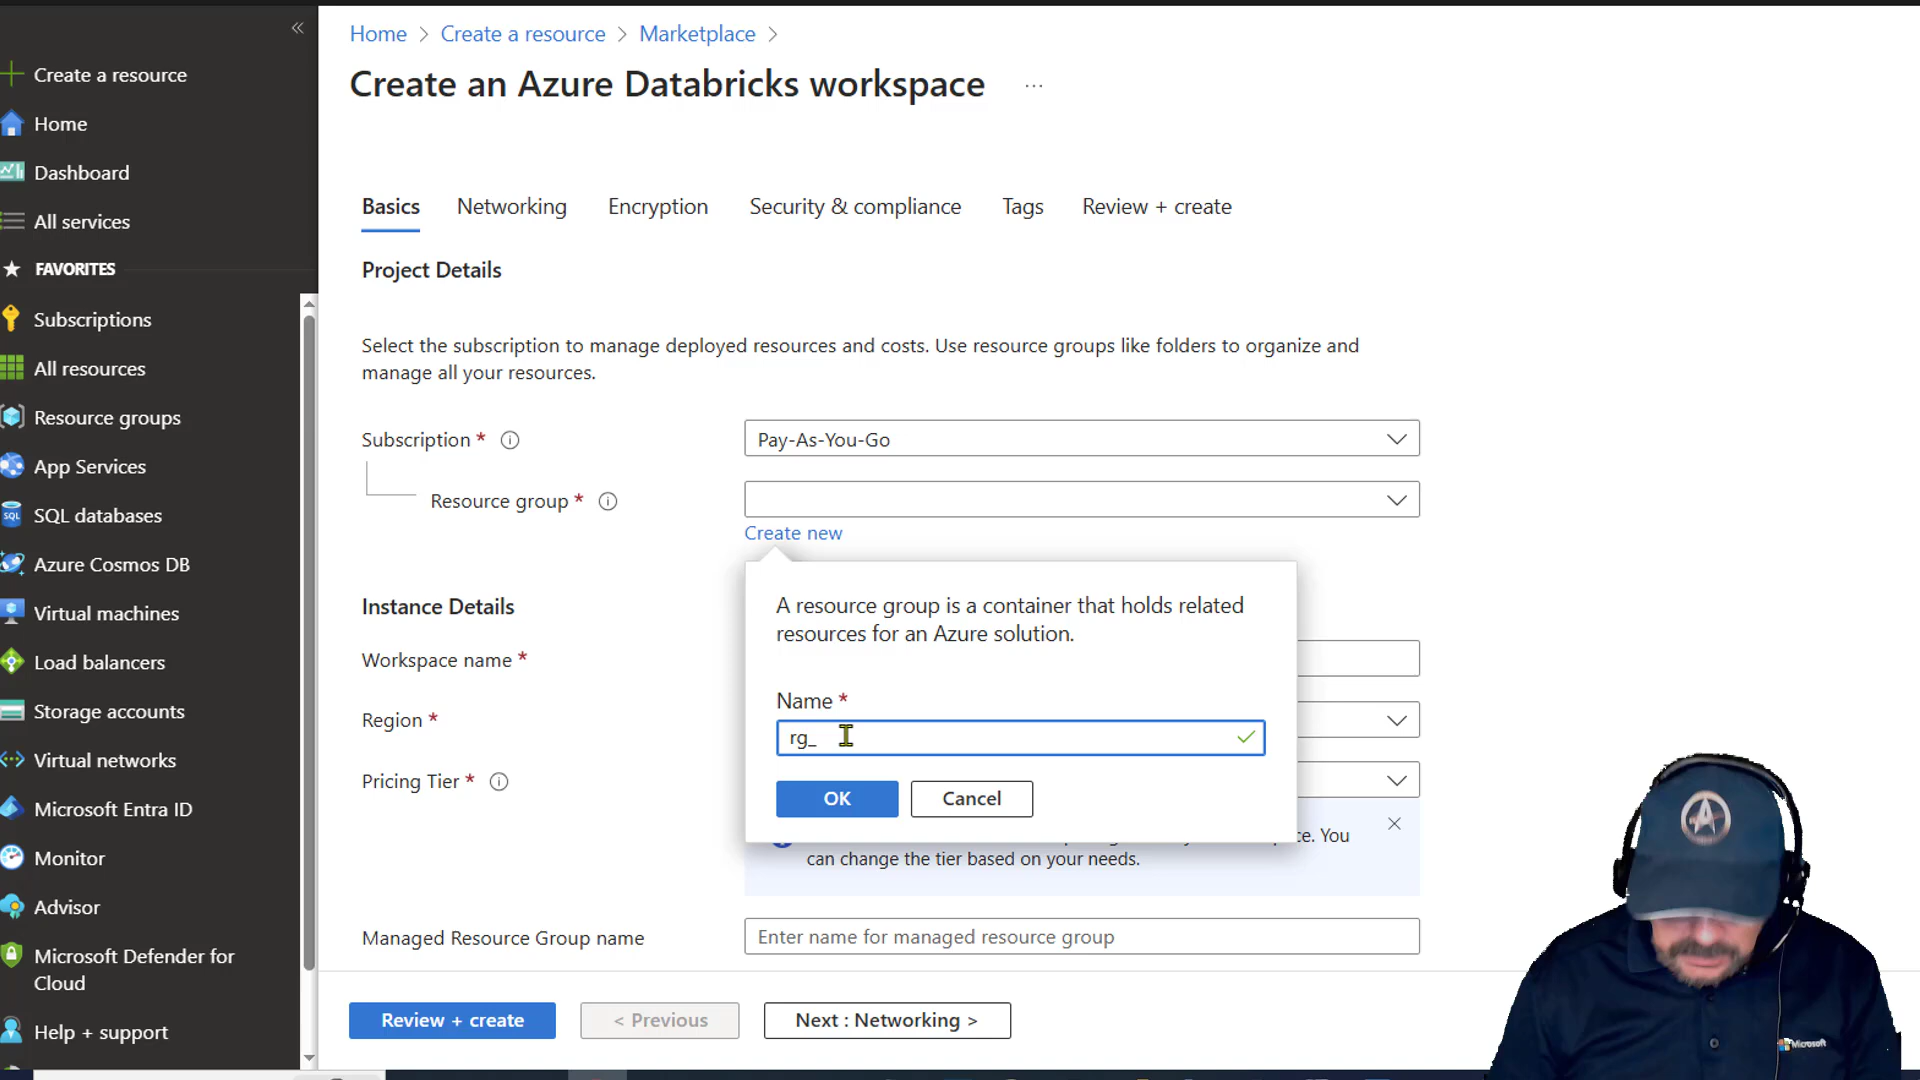 Create a resource
Home
Dashboard
All services
FAVORITES
Subscriptions
All resources
Resource groups
App Services
SQL databases
Azure Cosmos DB
Virtual machines
Load balancers
Storage accounts
Virtual networks
Microsoft Entra ID
Monitor
Advisor
Microsoft Defender for
Cloud
Help + support
Home > Create a resource > Marketplace >
Create an Azure Databricks workspace ...
Basics Networking Encryption Security & compliance Tags Review + create
Project Details
Select the subscription to manage deployed resources and costs. Use resource groups like folders to organize and
manage all your resources.
Subscription * Pay-As-You-Go
Resource group *
Create new
A resource group is a container that holds related
resources for an Azure solution.
Name *
rg_
OK Cancel
Instance Details
Workspace name *
Region *
Pricing Tier *
ce. You
can change the tier based on your needs.
Managed Resource Group name Enter name for managed resource group
Review + create < Previous Next : Networking >
Microsoft